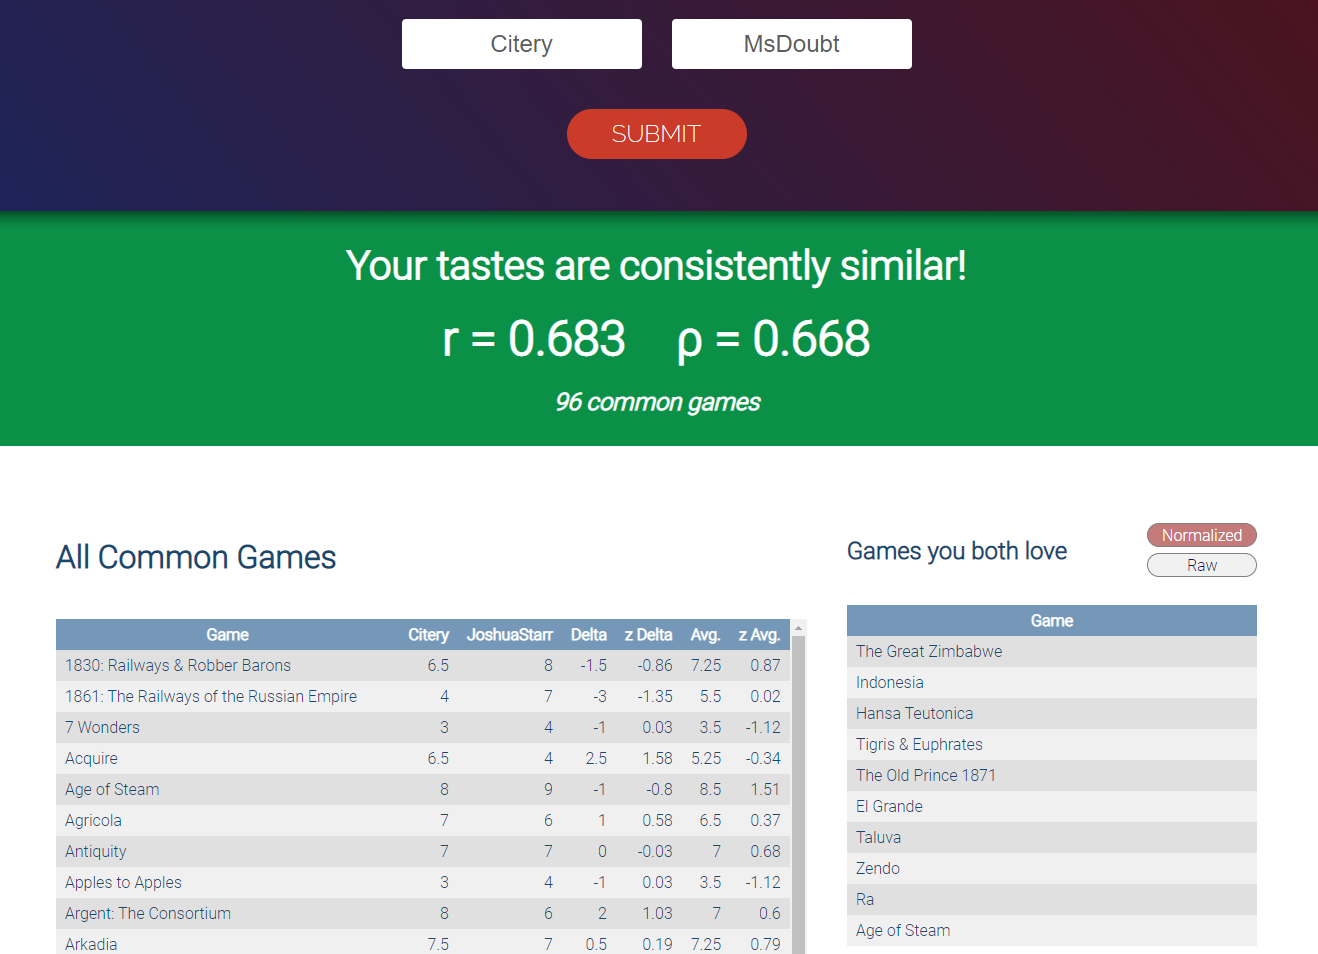 Citery MsDoubt
SUBMIT
Your tastes are consistently similar!
r = 0.683 ρ = 0.668
96 common games
All Common Games
Game Citery JoshuaStarr Delta z Delta Avg. z Avg.
1830: Railways & Robber Barons 6.5 8 -1.5 -0.86 7.25 0.87
1861: The Railways of the Russian Empire 4 7 -3 -1.35 5.5 0.02
7 Wonders 3 4 -1 0.03 3.5 -1.12
Acquire 6.5 4 2.5 1.58 5.25 -0.34
Age of Steam 8 9 -1 -0.8 8.5 1.51
Agricola 7 6 1 0.58 6.5 0.37
Antiquity 7 7 0 -0.03 7 0.68
Apples to Apples 3 4 -1 0.03 3.5 -1.12
Argent: The Consortium 8 6 2 1.03 7 0.6
Arkadia 7.5 7 0.5 0.19 7.25 0.79
Games you both love
Normalized
Raw
Game
The Great Zimbabwe
Indonesia
Hansa Teutonica
Tigris & Euphrates
The Old Prince 1871
El Grande
Taluva
Zendo
Ra
Age of Steam